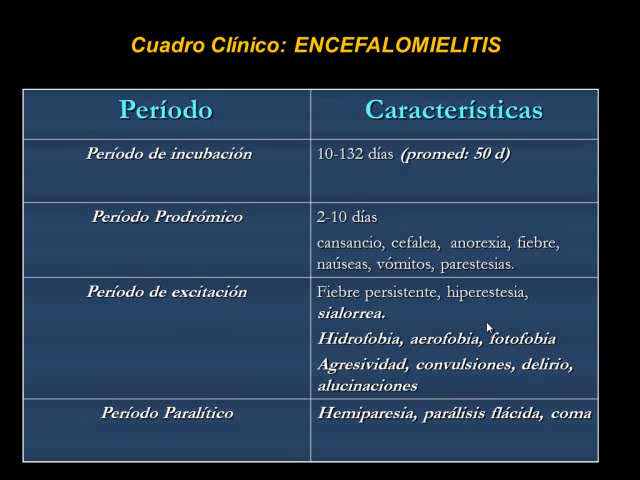 Cuadro Clínico: ENCEFALOMIELITIS
Período
Características
Período de incubación
10-132 días (promed: 50 d)
Período Prodrómico
2-10 días
cansancio, cefalea, anorexia, fiebre,
naúseas, vómitos, parestesias.
Período de excitación
Fiebre persistente, hiperestesia,
sialorrea.
Hidrofobia, aerofobia, fotofobia
Agresividad, convulsiones, delirio,
alucinaciones
Período Paralítico
Hemiparesia, parálisis flácida, coma